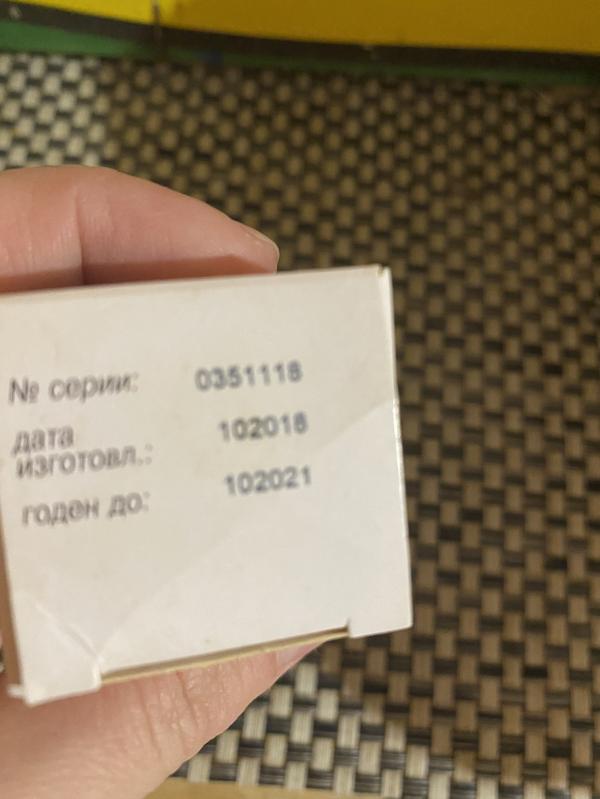 № серии: 0351118
дата
изготовл.: 102018
годен до: 102021